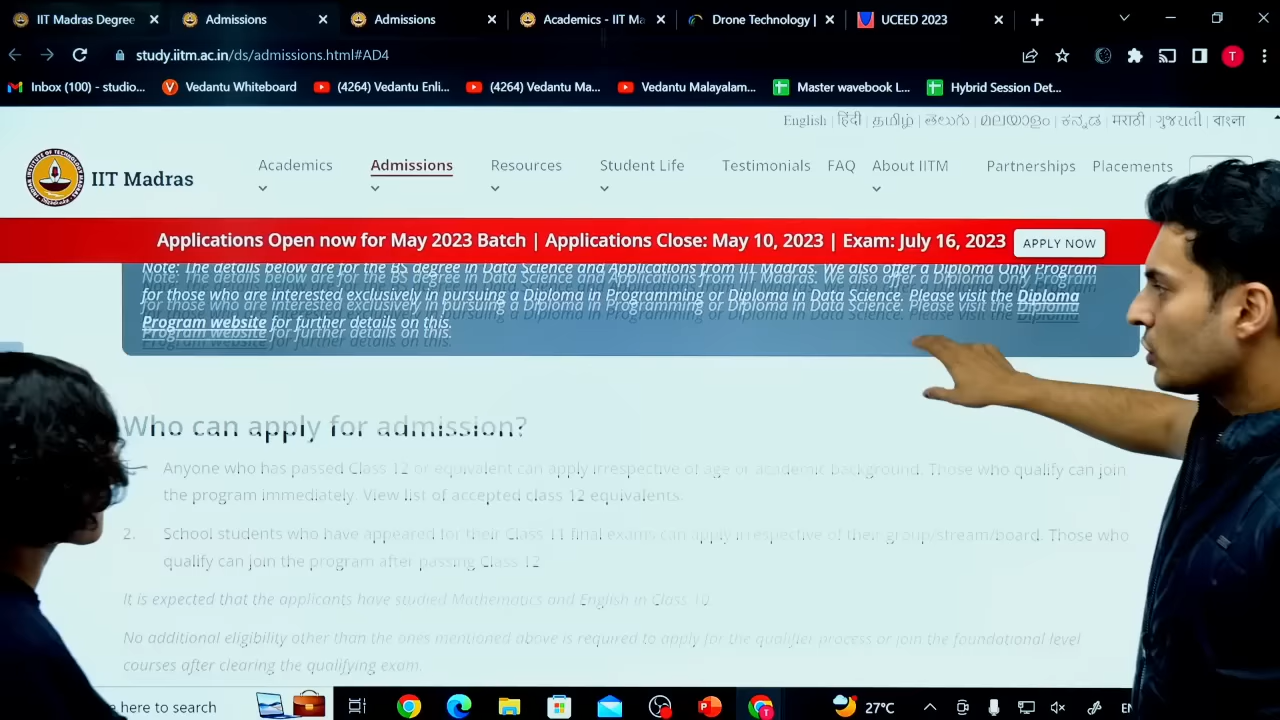 IIT Madras Degree
Admissions
Admissions
Academics - IIT Ma
Drone Technology |
UCEED 2023
study.iitm.ac.in/ds/admissions.html#AD4
T
Inbox (100) - studio...
Vedantu Whiteboard
(4264) Vedantu Enli...
(4264) Vedantu Ma...
Vedantu Malayalam...
Master wavebook L...
Hybrid Session Det...
English | हिंदी | தமிழ் | తెలుగు | മലയാളം | ಕನ್ನಡ | मराठी | ગુજરાતી | বাংলা
IIT Madras
Academics
Admissions
Resources
Student Life
Testimonials
FAQ
About IITM
Partnerships
Placements
Applications Open now for May 2023 Batch | Applications Close: May 10, 2023 | Exam: July 16, 2023
APPLY NOW
Note: The details below are for the BS degree in Data Science and Applications from IIT Madras. We also offer a Diploma Only Program
for those who are interested exclusively in pursuing a Diploma in Programming or Diploma in Data Science. Please visit the Diploma
Program website for further details on this.
Who can apply for admission?
Anyone who has passed Class 12 or equivalent can apply irrespective of age or academic background. Those who qualify can join
the program immediately. View list of accepted class 12 equivalents.
2. School students who have appeared for their Class 11 final exams can apply irrespective of their group/stream/board. Those who
qualify can join the program after passing Class 12
It is expected that the applicants have studied Mathematics and English in Class 10
No additional eligibility other than the ones mentioned above is required to apply for the qualifier process or join the foundational level
courses after clearing the qualifying exam.
e here to search
27°C